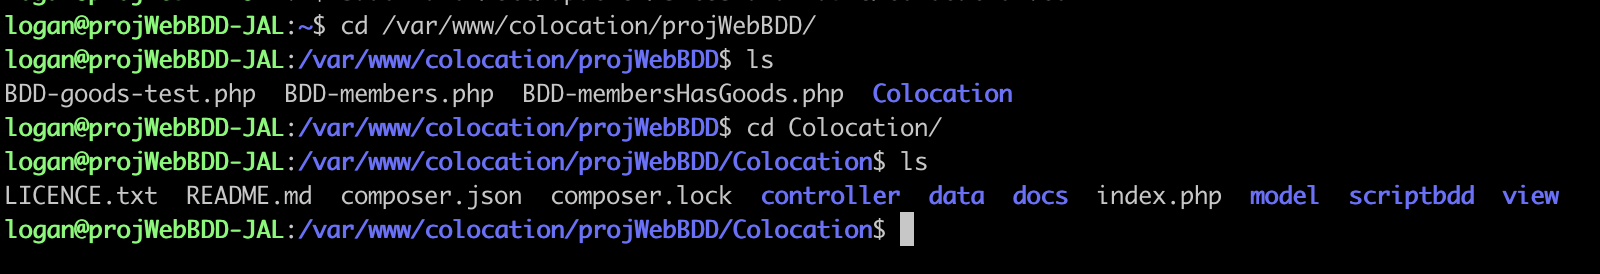 logan@projWebBDD-JAL:~$ cd /var/www/colocation/projWebBDD/
logan@projWebBDD-JAL:/var/www/colocation/projWebBDD$ ls
BDD-goods-test.php  BDD-members.php  BDD-membersHasGoods.php  Colocation
logan@projWebBDD-JAL:/var/www/colocation/projWebBDD$ cd Colocation/
logan@projWebBDD-JAL:/var/www/colocation/projWebBDD/Colocation$ ls
LICENCE.txt  README.md  composer.json  composer.lock  controller  data  docs  index.php  model  scriptbdd  view
logan@projWebBDD-JAL:/var/www/colocation/projWebBDD/Colocation$